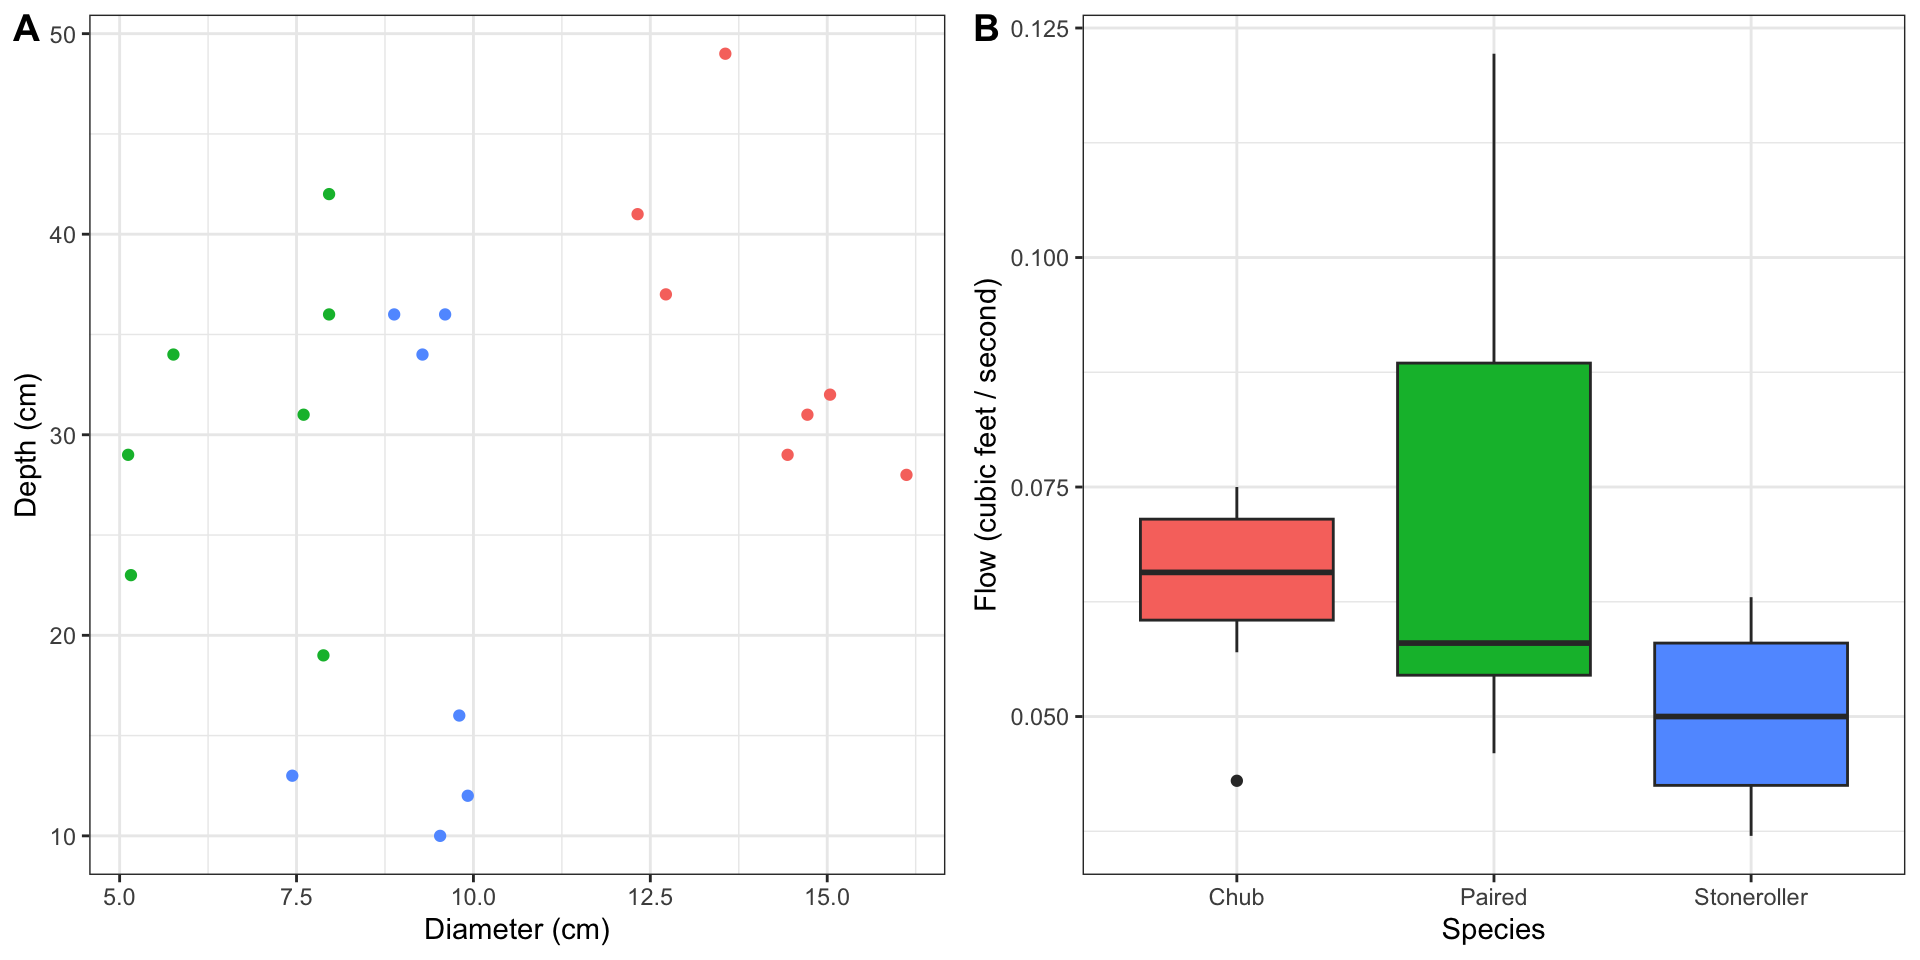 A
50
40
30
20
10
Depth (cm)
5.0 7.5 10.0 12.5 15.0
Diameter (cm)
B
0.125
0.100
0.075
0.050
Flow (cubic feet / second)
Chub Paired Stoneroller
Species